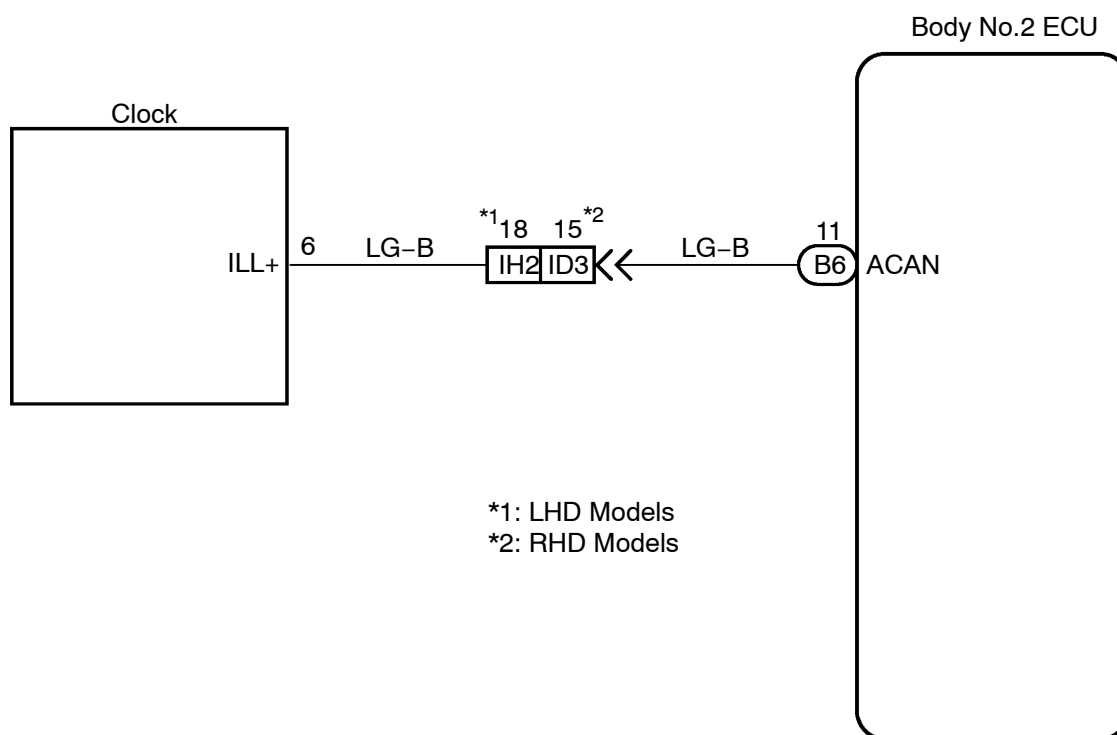 Body No.2 ECU
Clock
*1 18 15 *2
11
ILL+ 6 LG-B IH2 ID3 LG-B B6 ACAN
*1: LHD Models
*2: RHD Models